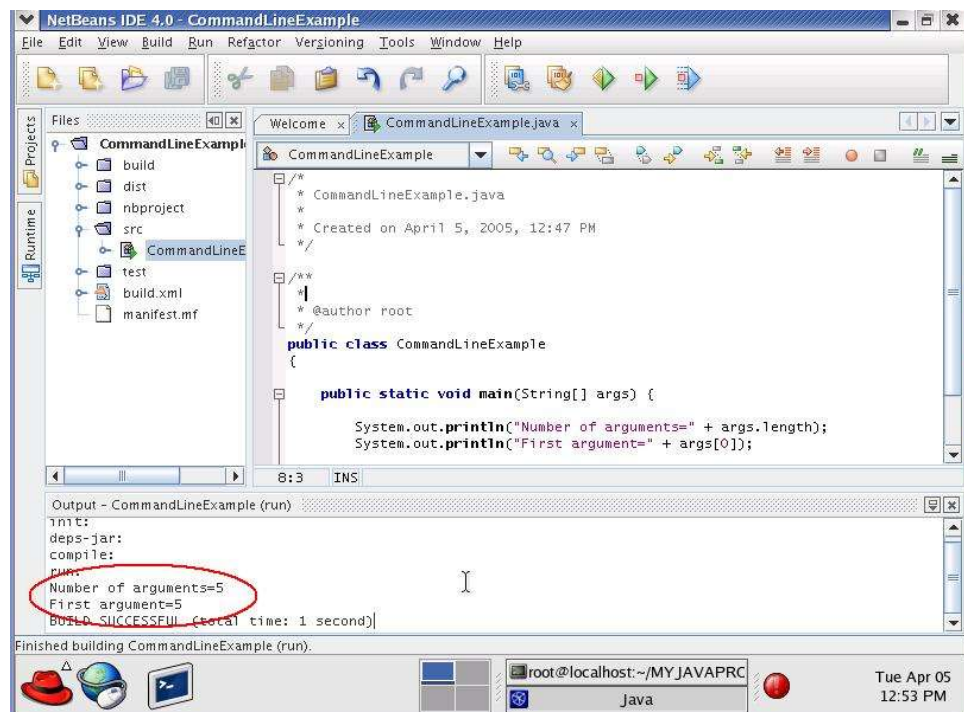 NetBeans IDE 4.0 - CommandLineExample
File Edit View Build Run Refactor Versioning Tools Window Help
Projects
Runtime
Files
CommandLineExampl
build
dist
nbproject
src
CommandLineE
test
build.xml
manifest.mf
Welcome x CommandLineExample.java x
CommandLineExample
/*
* CommandLineExample.java
*
* Created on April 5, 2005, 12:47 PM
*/
/**
*
* @author root
*/
public class CommandLineExample
{
public static void main(String[] args) {
System.out.println("Number of arguments=" + args.length);
System.out.println("First argument=" + args[0]);
8:3 INS
Output - CommandLineExample (run)
init:
deps-jar:
compile:
run:
Number of arguments=5
First argument=5
BUILD SUCCESSFUL (total time: 1 second)
Finished building CommandLineExample (run).
root@localhost:~/MY JAVAPRC
Java
Tue Apr 05
12:53 PM